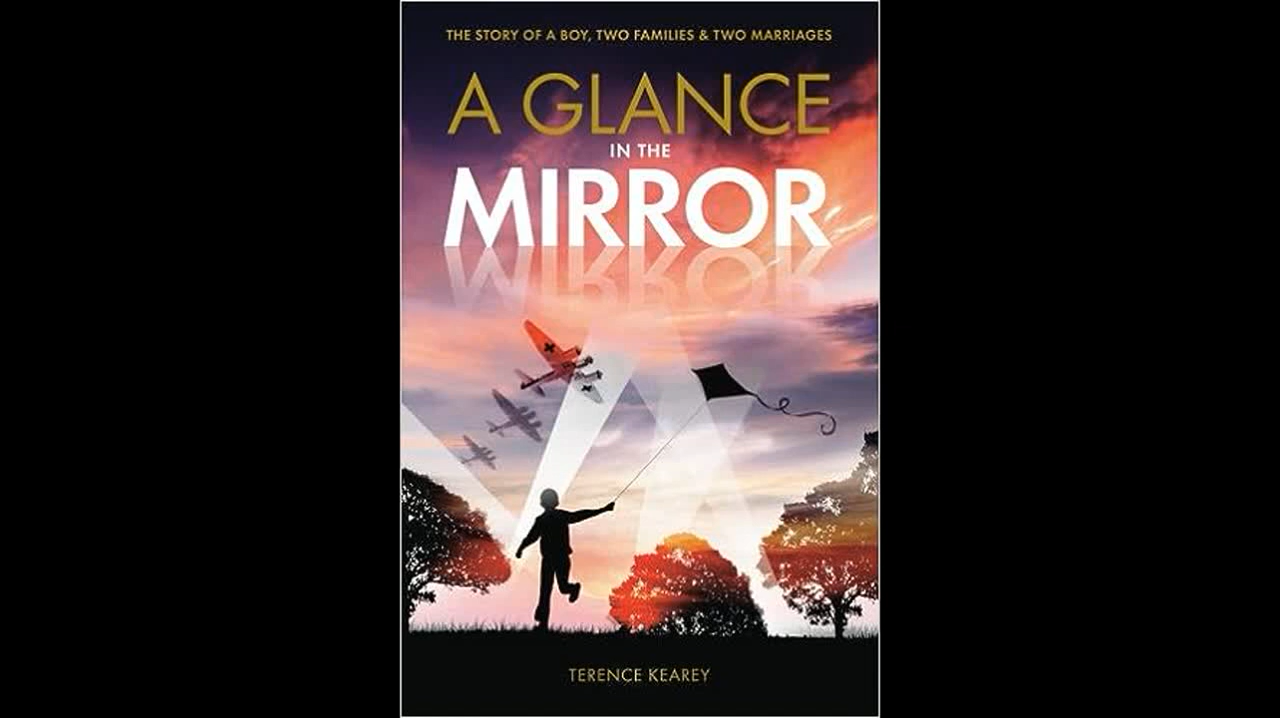 THE STORY OF A BOY, TWO FAMILIES & TWO MARRIAGES
A GLANCE
IN THE
MIRROR
TERENCE KEAREY